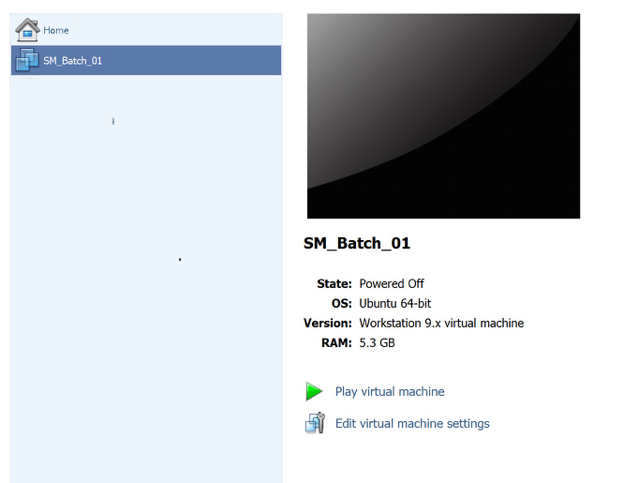 Home
SM_Batch_01
SM_Batch_01
State: Powered Off
OS: Ubuntu 64-bit
Version: Workstation 9.x virtual machine
RAM: 5.3 GB
Play virtual machine
Edit virtual machine settings